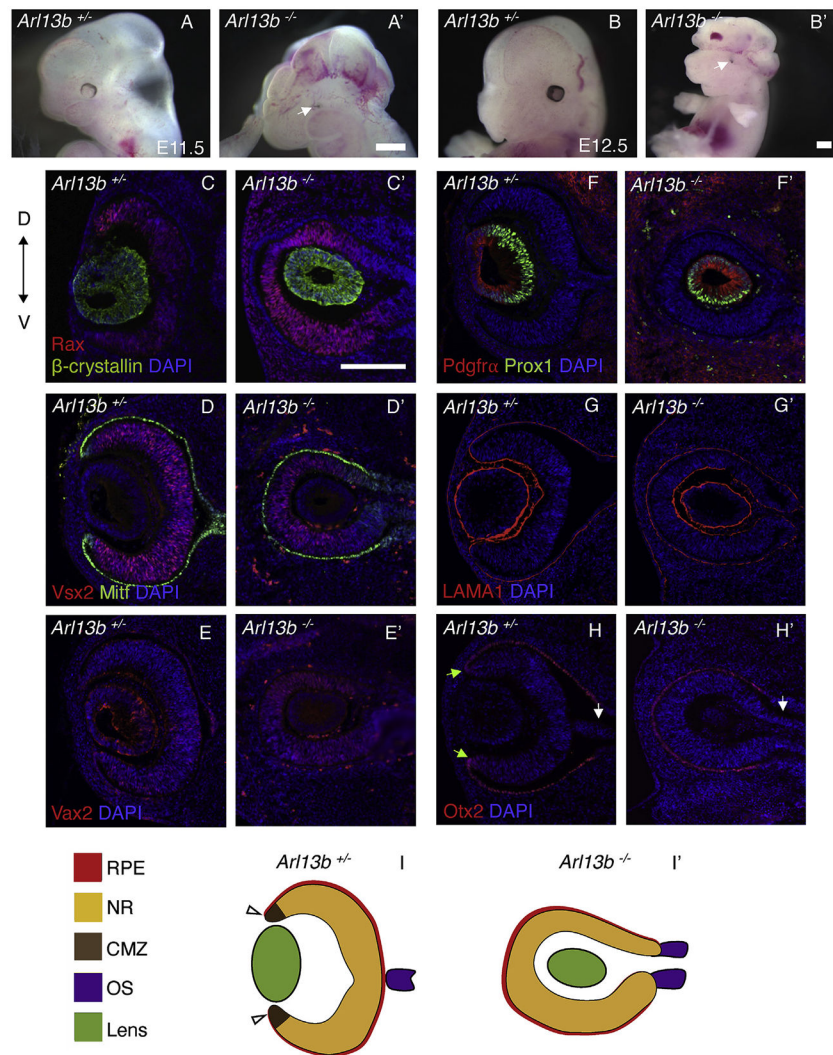 Arl13b +/- A Arl13b -/- A' Arl13b +/- B Arl13b -/- B'
E11.5 E12.5
Arl13b +/- C Arl13b -/- C' Arl13b +/- F Arl13b -/- F'
D
V
Rax
β-crystallin DAPI
Pdgfrα Prox1 DAPI
Arl13b +/- D Arl13b -/- D' Arl13b +/- G Arl13b -/- G'
Vsx2 Mitf DAPI
LAMA1 DAPI
Arl13b +/- E Arl13b -/- E' Arl13b +/- H Arl13b -/- H'
Vax2 DAPI
Otx2 DAPI
Arl13b +/- I Arl13b -/- I'
RPE
NR
CMZ
OS
Lens